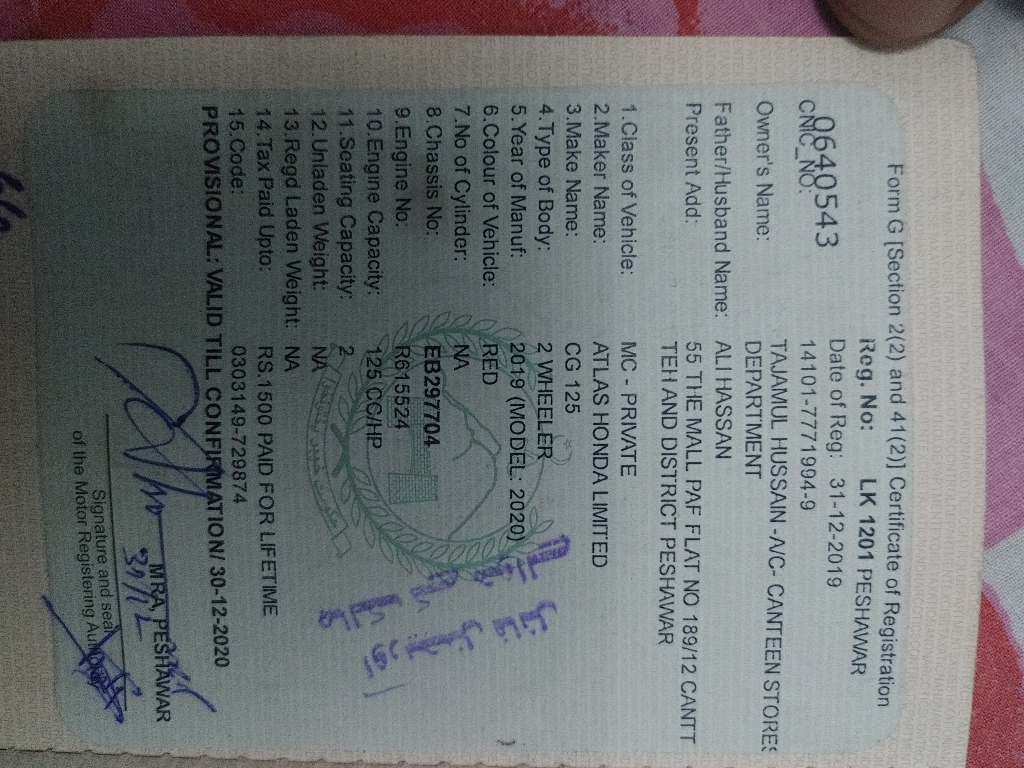 Form G [Section 2(2) and 41(2)] Certificate of Registration
Reg. No: LK 1201 PESHAWAR
0640543
Date of Reg: 31-12-2019
CNIC_NO: 14101-7771994-9
Owner's Name: TAJAMUL HUSSAIN -A/C- CANTEEN STORES
DEPARTMENT
Father/Husband Name: ALI HASSAN
Present Add: 55 THE MALL PAF FLAT NO 189/12 CANTT
TEH AND DISTRICT PESHAWAR
1.Class of Vehicle: MC - PRIVATE
2.Maker Name: ATLAS HONDA LIMITED
3.Make Name: CG 125
4.Type of Body: 2 WHEELER
5.Year of Manuf: 2019 (MODEL: 2020)
6.Colour of Vehicle: RED
7.No of Cylinder: NA
8.Chassis No: EB297704
9.Engine No: R615524
10.Engine Capacity: 125 CC/HP
11.Seating Capacity: 2
12.Unladen Weight: NA
13.Regd Laden Weight: NA
14.Tax Paid Upto: RS.1500 PAID FOR LIFETIME
15.Code: 0303149-729874
PROVISIONAL: VALID TILL CONFIRMATION/ 30-12-2020
MRA, PESHAWAR
Signature and seal
of the Motor Registering